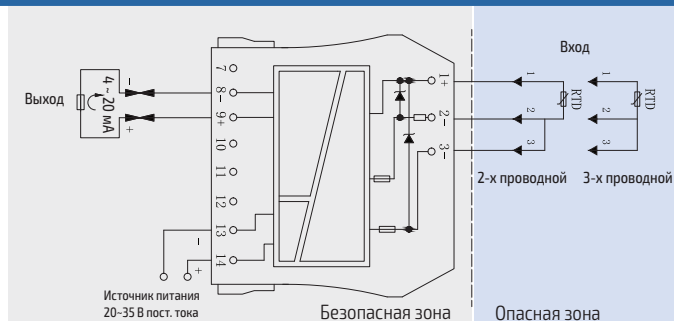 Вход
Выход
4 ~ 20 мА
-
+
7
8-
9+
10
11
12
13
14
-
+
1+
2-
3-
1
2
3
RTD
1
2
3
RTD
2-х проводной
3-х проводной
Источник питания
20~35 В пост. тока
Безопасная зона
Опасная зона